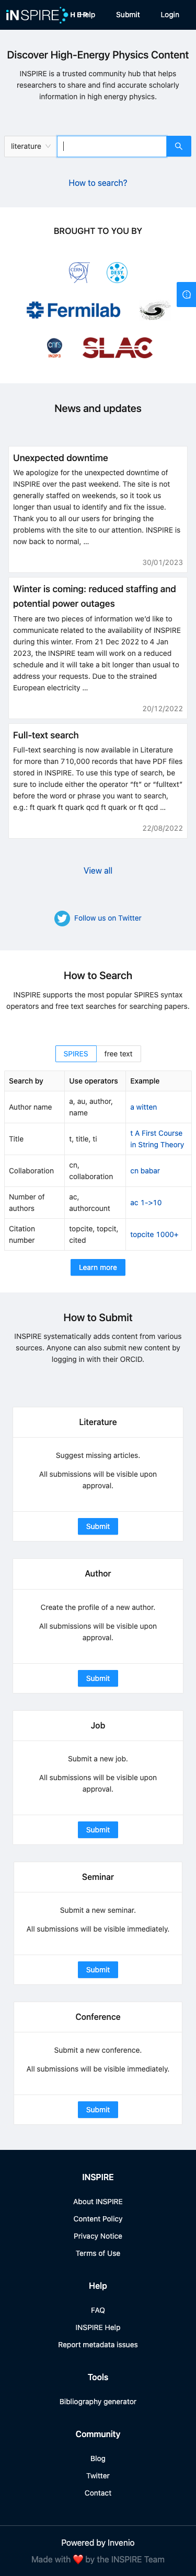 iNSPIRE HEP Help Submit Login
Discover High-Energy Physics Content
INSPIRE is a trusted community hub that helps
researchers to share and find accurate scholarly
information in high energy physics.
literature
How to search?
BROUGHT TO YOU BY
CERN DESY
Fermilab
SLAC
News and updates
Unexpected downtime
We apologize for the unexpected downtime of
INSPIRE over the past weekend. The site is not
generally staffed on weekends, so it took us
longer than usual to identify and fix the issue.
Thank you to all our users for bringing the
problems with the site to our attention. INSPIRE is
now back to normal, ...
30/01/2023
Winter is coming: reduced staffing and
potential power outages
There are two pieces of information we'd like to
communicate related to the availability of INSPIRE
during this winter. From 21 Dec 2022 to 4 Jan
2023, the INSPIRE team will work on a reduced
schedule and it will take a bit longer than usual to
address your requests. Due to the strained
European electricity ...
20/12/2022
Full-text search
Full-text searching is now available in Literature
for more than 710,000 records that have PDF files
stored in INSPIRE. To use this type of search, be
sure to include either the operator "ft" or "fulltext"
before the word or phrase you want to search,
e.g.: ft quark ft quark qcd ft quark or ft qcd ...
22/08/2022
View all
Follow us on Twitter
How to Search
INSPIRE supports the most popular SPIRES syntax
operators and free text searches for searching papers.
SPIRES free text
Search by Use operators Example
Author name a, au, author, name a witten
Title t, title, ti t A First Course in String Theory
Collaboration cn, collaboration cn babar
Number of authors ac, authorcount ac 1->10
Citation number topcite, topcit, cited topcite 1000+
Learn more
How to Submit
INSPIRE systematically adds content from various
sources. Anyone can also submit new content by
logging in with their ORCID.
Literature
Suggest missing articles.
All submissions will be visible upon
approval.
Submit
Author
Create the profile of a new author.
All submissions will be visible upon
approval.
Submit
Job
Submit a new job.
All submissions will be visible upon
approval.
Submit
Seminar
Submit a new seminar.
All submissions will be visible immediately.
Submit
Conference
Submit a new conference.
All submissions will be visible immediately.
Submit
INSPIRE
About INSPIRE
Content Policy
Privacy Notice
Terms of Use
Help
FAQ
INSPIRE Help
Report metadata issues
Tools
Bibliography generator
Community
Blog
Twitter
Contact
Powered by Invenio
Made with ❤️ by the INSPIRE Team